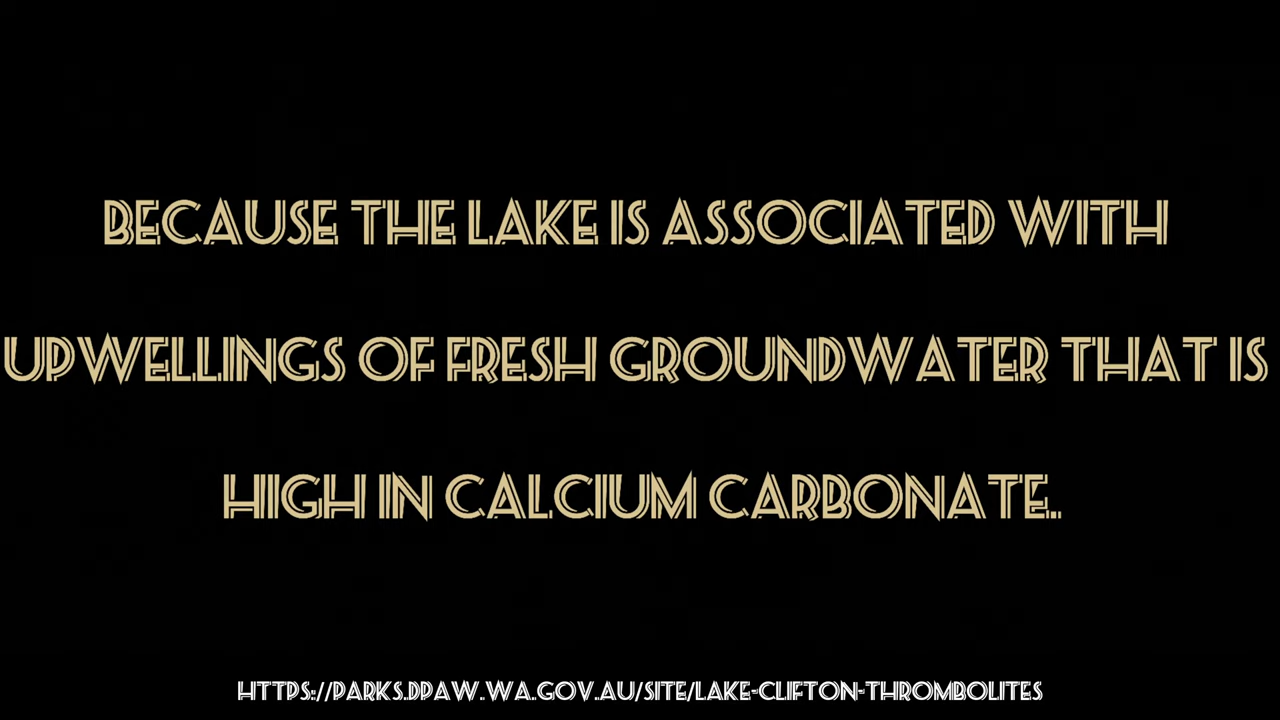 BECAUSE THE LAKE IS ASSOCIATED WITH
UPWELLINGS OF FRESH GROUNDWATER THAT IS
HIGH IN CALCIUM CARBONATE.
HTTPS://PARKS.DPAW.WA.GOV.AU/SITE/LAKE-CLIFTON-THROMBOLITES